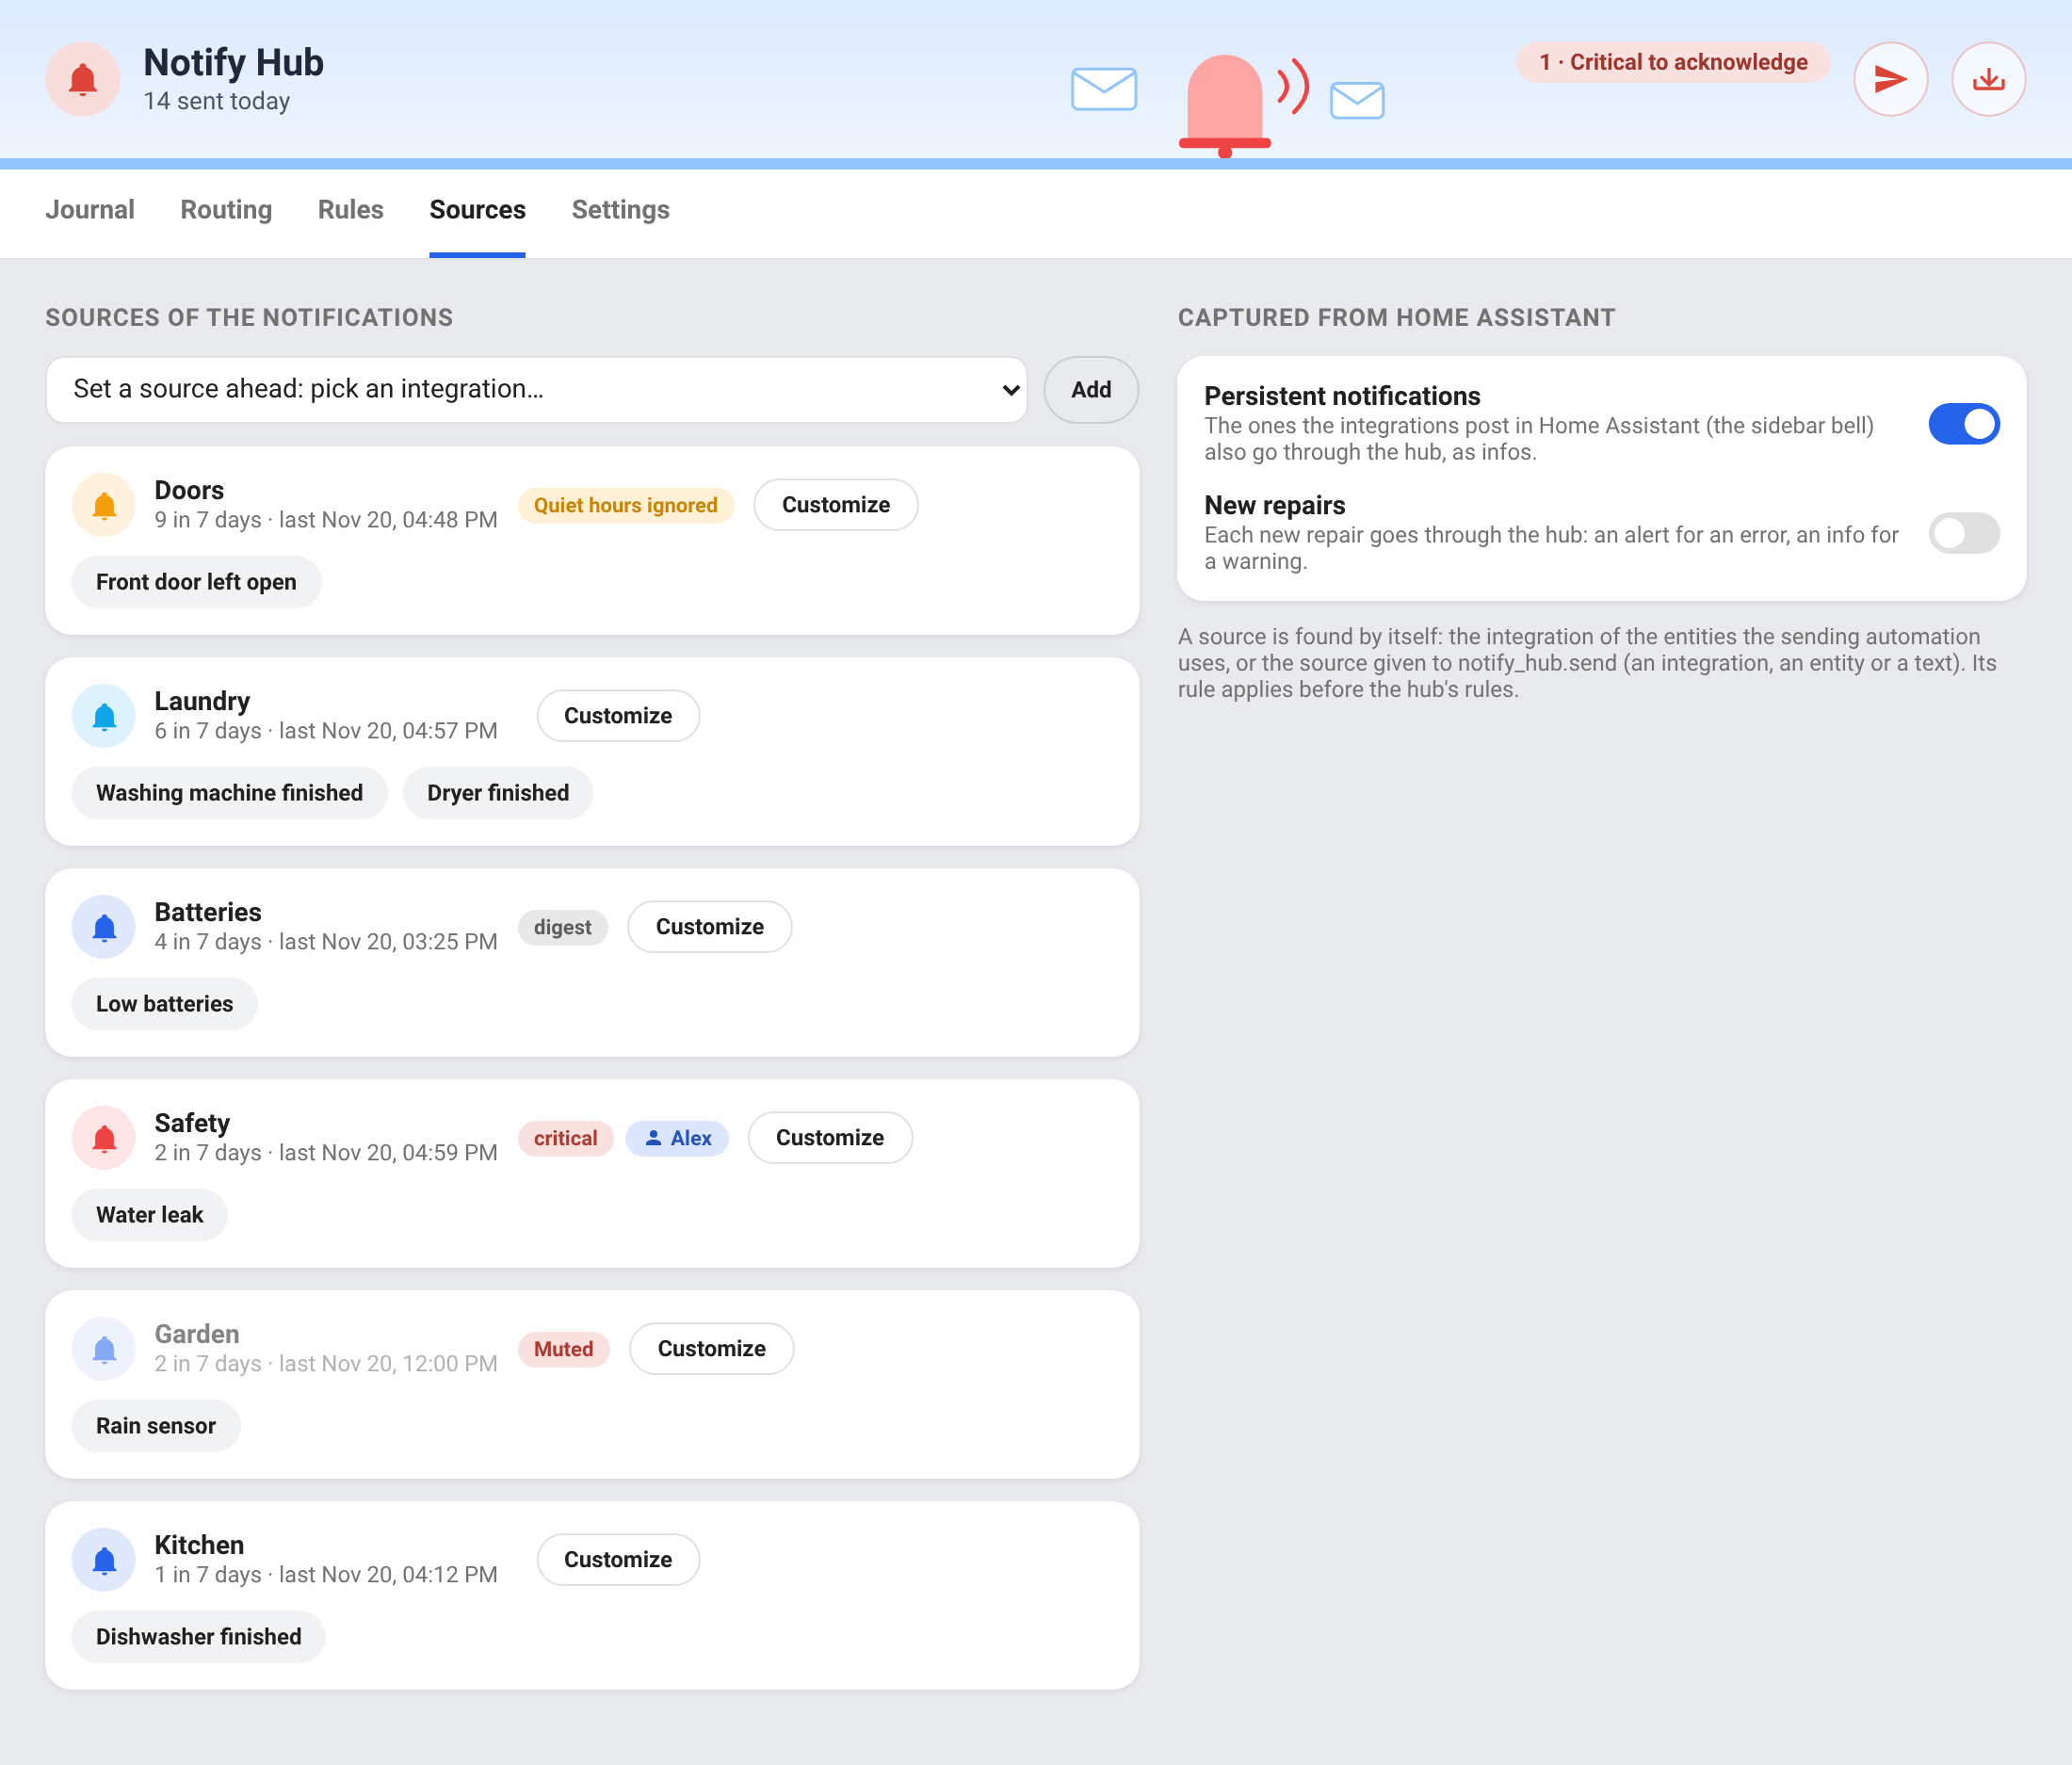 Notify Hub
14 sent today
1 · Critical to acknowledge
Journal
Routing
Rules
Sources
Settings
SOURCES OF THE NOTIFICATIONS
Set a source ahead: pick an integration...
Add
Doors
9 in 7 days · last Nov 20, 04:48 PM
Quiet hours ignored
Customize
Front door left open
Laundry
6 in 7 days · last Nov 20, 04:57 PM
Customize
Washing machine finished
Dryer finished
Batteries
4 in 7 days · last Nov 20, 03:25 PM
digest
Customize
Low batteries
Safety
2 in 7 days · last Nov 20, 04:59 PM
critical
Alex
Customize
Water leak
Garden
2 in 7 days · last Nov 20, 12:00 PM
Muted
Customize
Rain sensor
Kitchen
1 in 7 days · last Nov 20, 04:12 PM
Customize
Dishwasher finished
CAPTURED FROM HOME ASSISTANT
Persistent notifications
The ones the integrations post in Home Assistant (the sidebar bell)
also go through the hub, as infos.
New repairs
Each new repair goes through the hub: an alert for an error, an info for
a warning.
A source is found by itself: the integration of the entities the sending automation
uses, or the source given to notify_hub.send (an integration, an entity or a text). Its
rule applies before the hub's rules.